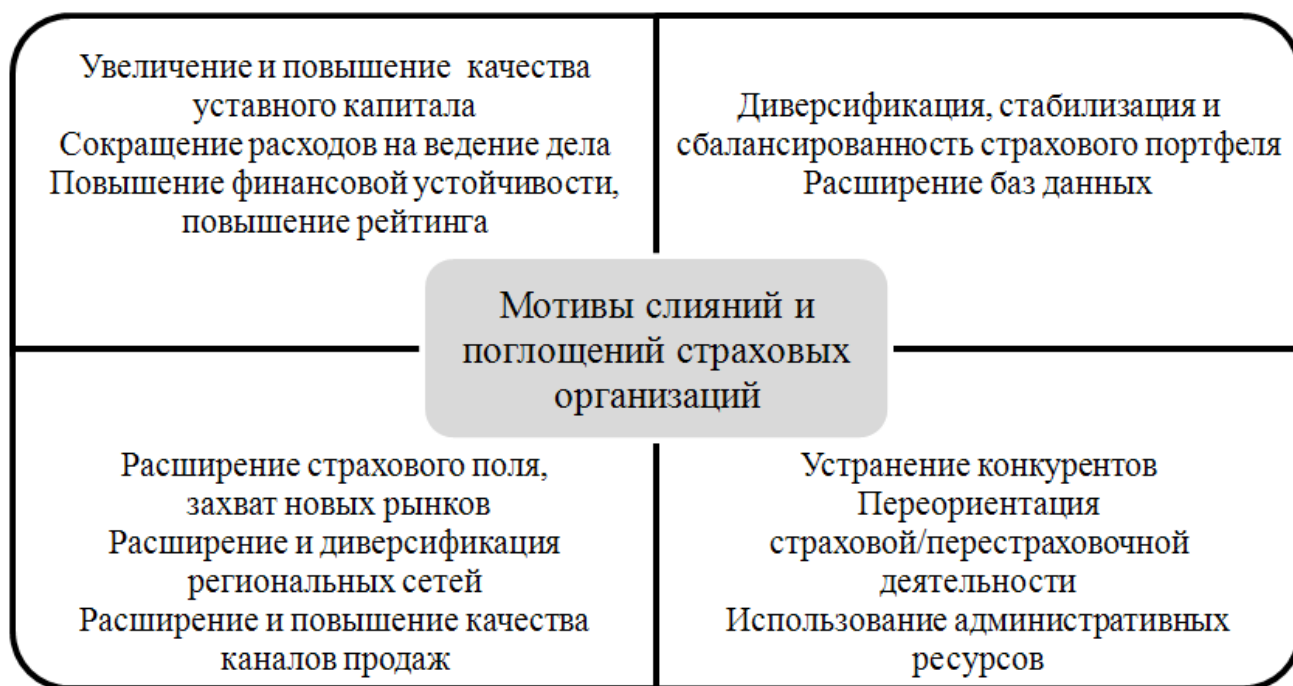 Увеличение и повышение качества
уставного капитала
Сокращение расходов на ведение дела
Повышение финансовой устойчивости,
повышение рейтинга
Диверсификация, стабилизация и
сбалансированность страхового портфеля
Расширение баз данных
Мотивы слияний и
поглощений страховых
организаций
Расширение страхового поля,
захват новых рынков
Расширение и диверсификация
региональных сетей
Расширение и повышение качества
каналов продаж
Устранение конкурентов
Переориентация
страховой/перестраховочной
деятельности
Использование административных
ресурсов